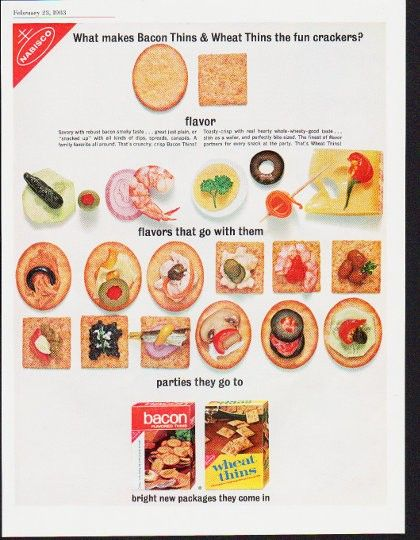 February 23, 1963
NABISCO
What makes Bacon Thins & Wheat Thins the fun crackers?
flavor
Savory with robust bacon smoky taste . . . great just plain, or
"snacked up" with all kinds of dips, spreads, canapés. A
family favorite all around. That's crunchy, crisp Bacon Thins!
Toasty-crisp with real hearty whole-wheaty-good taste . . .
thin as a wafer, and perfectly bite sized. The finest of flavor
partners for every snack at the party. That's Wheat Thins!
flavors that go with them
parties they go to
bacon
FLAVORED THINS
wheat
thins
bright new packages they come in